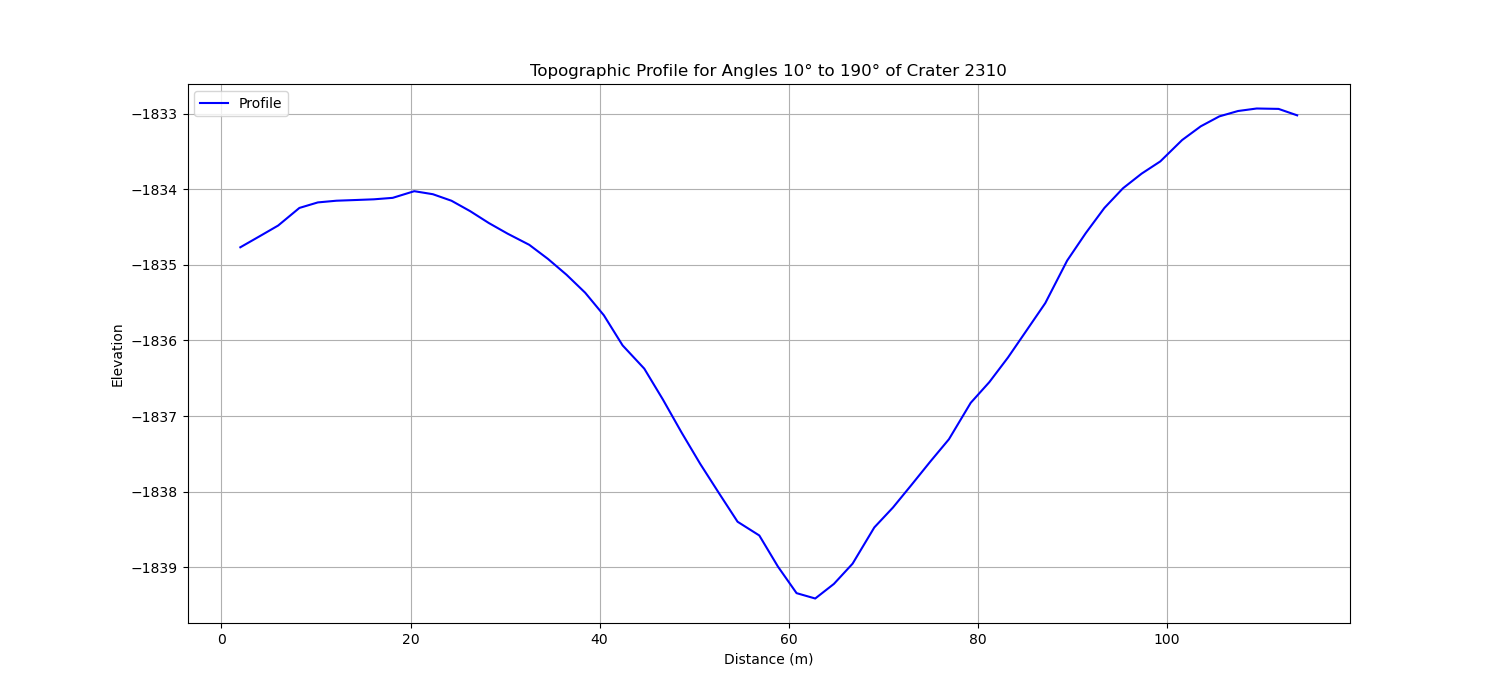 Topographic Profile for Angles 10° to 190° of Crater 2310
Profile
−1833
−1834
−1835
−1836
−1837
−1838
−1839
Elevation
0 20 40 60 80 100
Distance (m)